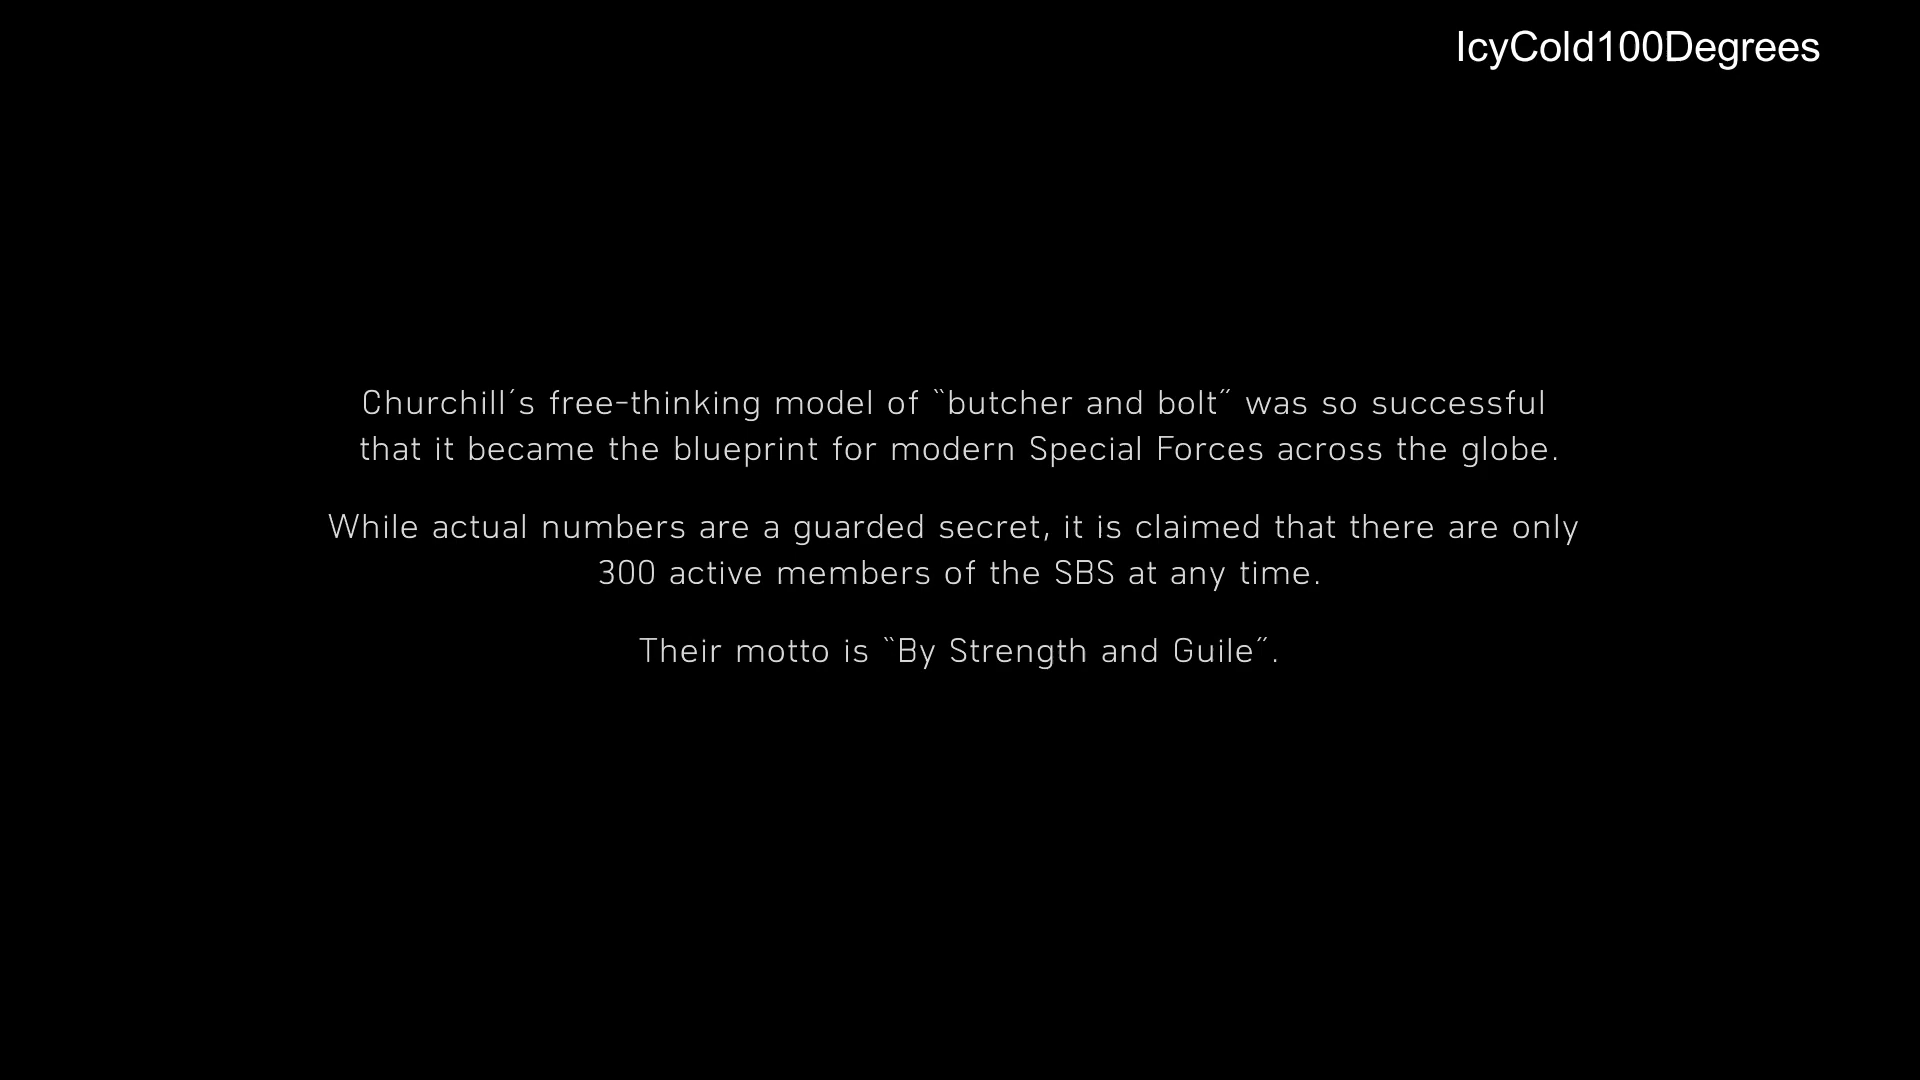 IcyCold100Degrees
Churchill´s free-thinking model of “butcher and bolt” was so successful
that it became the blueprint for modern Special Forces across the globe.
While actual numbers are a guarded secret, it is claimed that there are only
300 active members of the SBS at any time.
Their motto is “By Strength and Guile”.